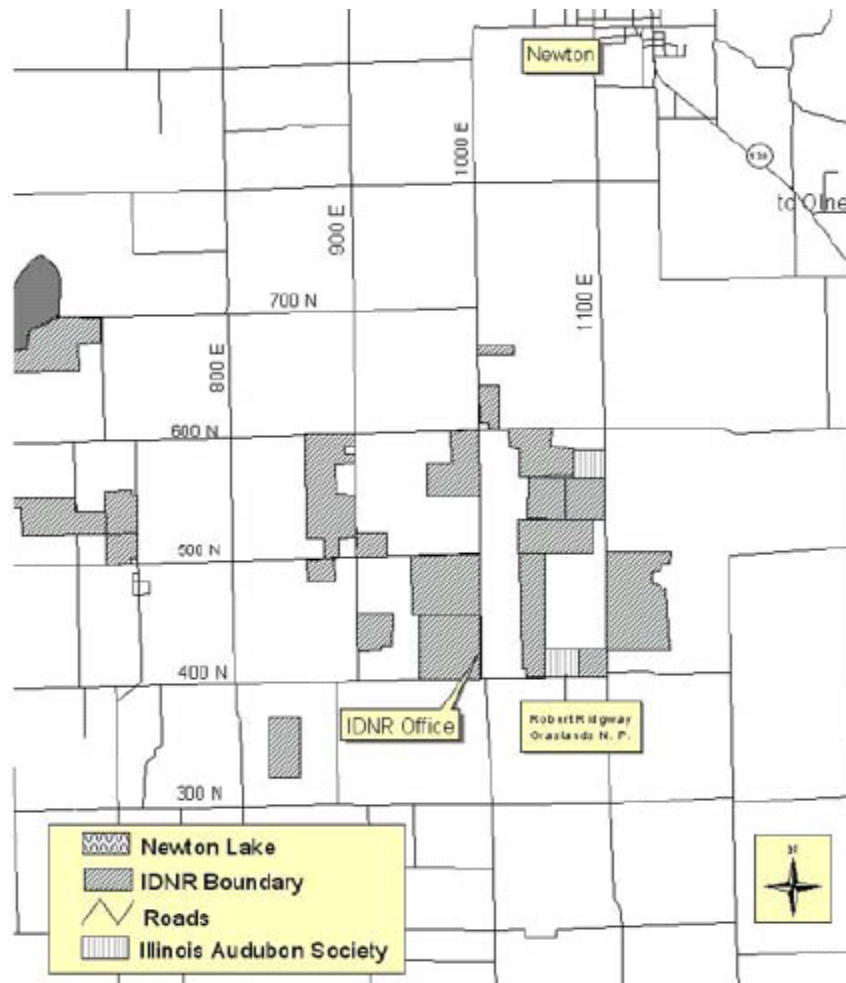 Newton
1000 E
to Olne
900 E
700 N
1100 E
800 E
600 N
500 N
400 N
IDNR Office
Robert Ridgway
Graslands N. P.
300 N
Newton Lake
IDNR Boundary
Roads
Illinois Audubon Society
N